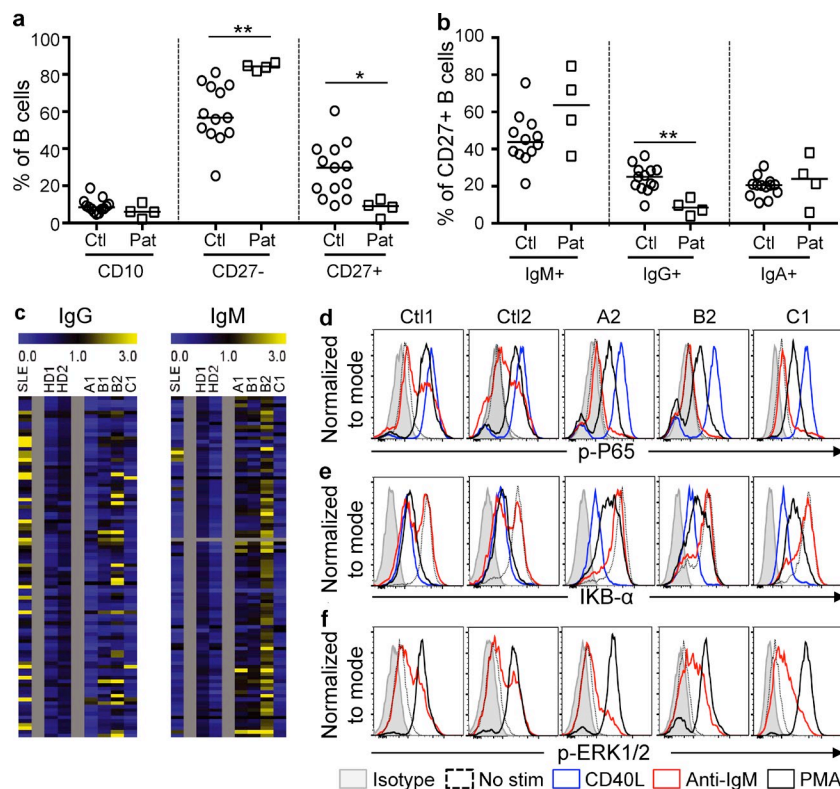 a
b
** *
**
% of B cells
100
80
60
40
20
0
Ctl Pat Ctl Pat Ctl Pat
CD10 CD27- CD27+
% of CD27+ B cells
100
80
60
40
20
0
Ctl Pat Ctl Pat Ctl Pat
IgM+ IgG+ IgA+
c IgG IgM
0.0 1.0 3.0 0.0 1.0 3.0
SLE HD1 HD2 A1 B1 B2 C1 SLE HD1 HD2 A1 B1 B2 C1
d Ctl1 Ctl2 A2 B2 C1
Normalized to mode
p-P65
e
Normalized to mode
IKB-α
f
Normalized to mode
p-ERK1/2
Isotype No stim CD40L Anti-IgM PMA